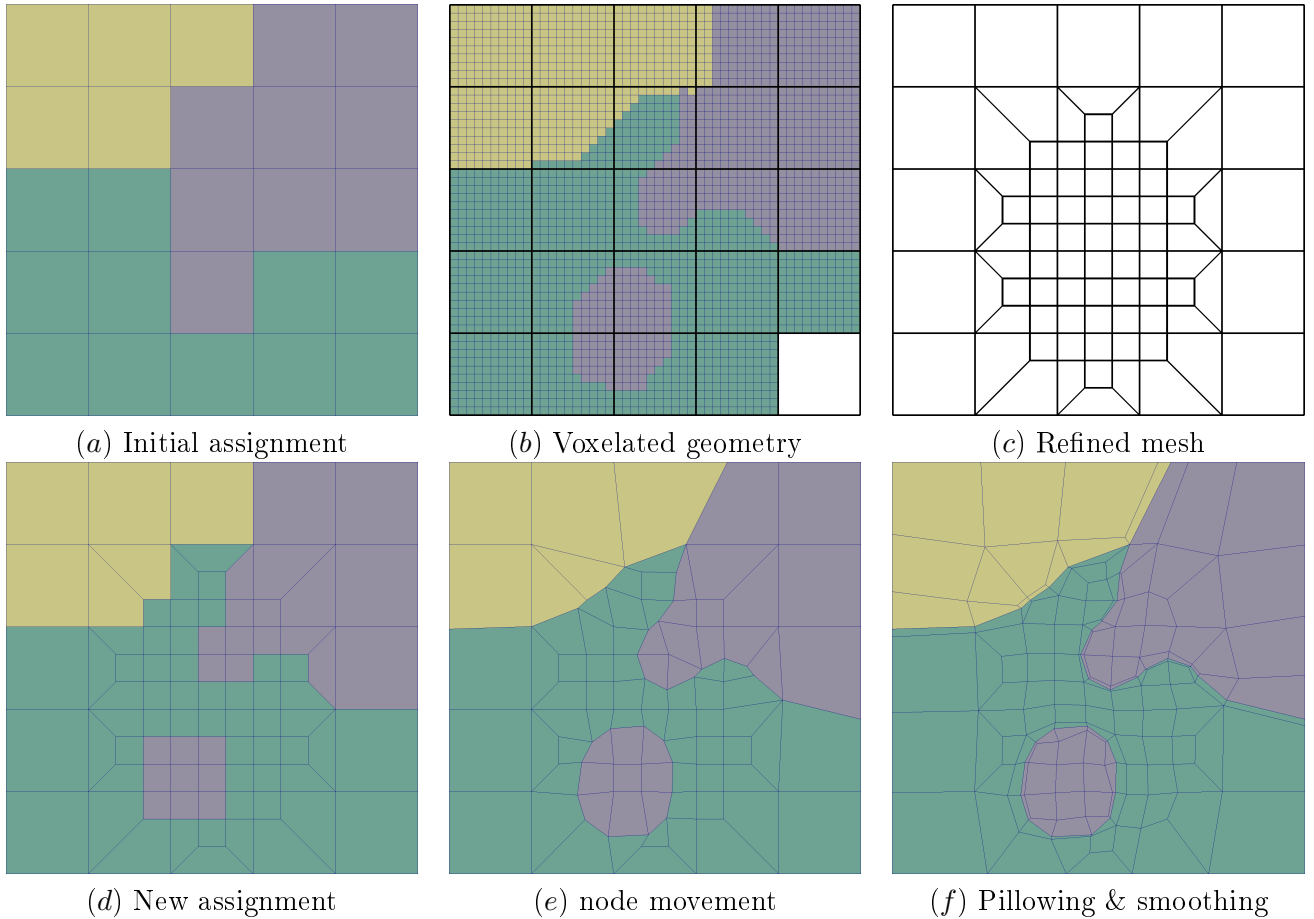 (a) Initial assignment
(b) Voxelated geometry
(c) Refined mesh
(d) New assignment
(e) node movement
(f) Pillowing & smoothing